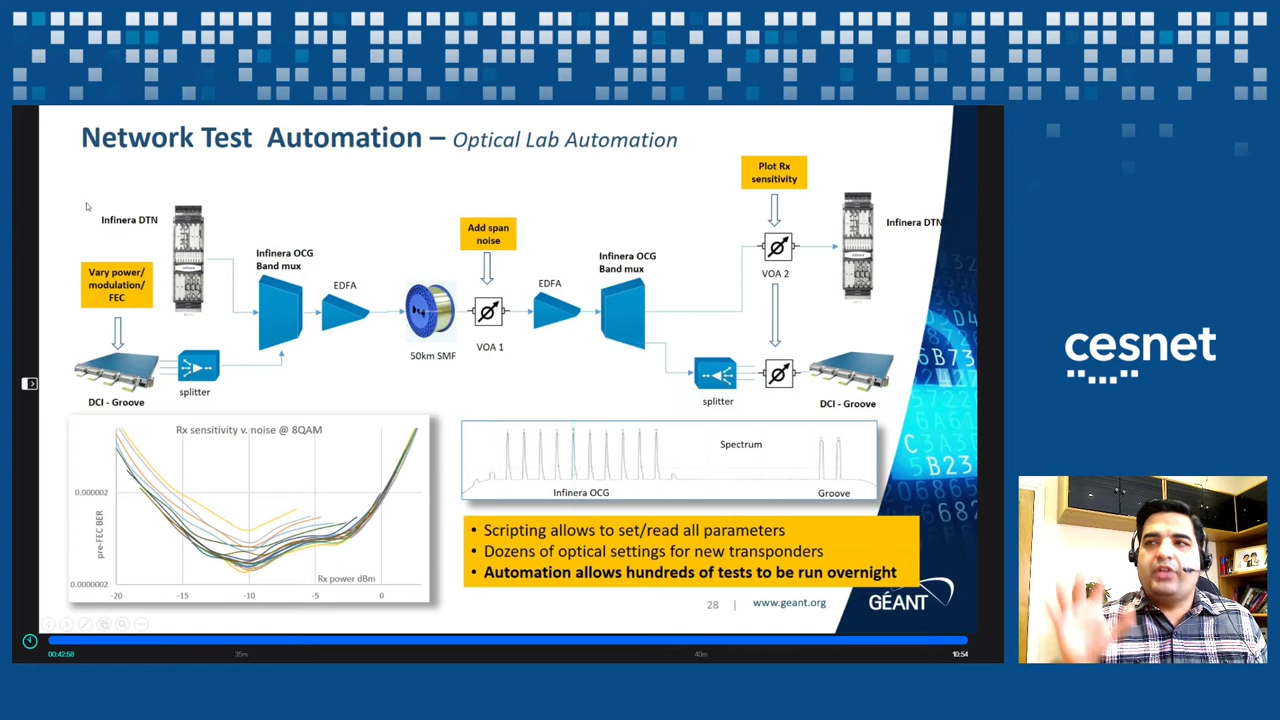 Network Test Automation – Optical Lab Automation
Plot Rx
sensitivity
Infinera DTN
Infinera DTN
Add span
noise
Infinera OCG
Band mux
Infinera OCG
Band mux
Vary power/
modulation/
FEC
EDFA
EDFA
VOA 2
VOA 1
50km SMF
splitter
splitter
DCI - Groove
DCI - Groove
cesnet
Rx sensitivity v. noise @ 8QAM
0.000002
pre-FEC BER
Rx power dBm
0.0000002
-20
-15
-10
-5
0
Spectrum
Infinera OCG
Groove
• Scripting allows to set/read all parameters
• Dozens of optical settings for new transponders
• Automation allows hundreds of tests to be run overnight
28 | www.geant.org
GÉANT
00:42:58
35m
40m
10:54